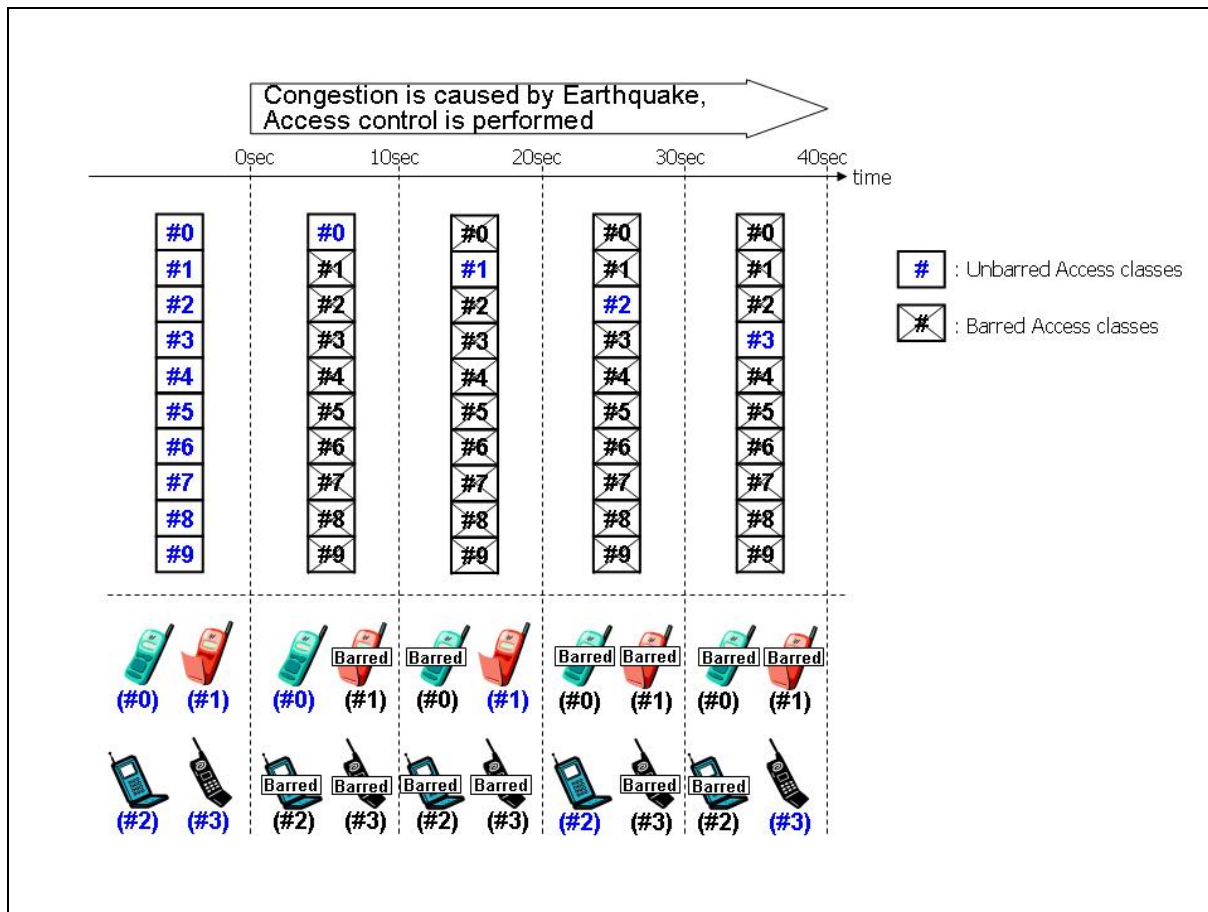 Congestion is caused by Earthquake,
Access control is performed
0sec 10sec 20sec 30sec 40sec
time
#0 #0 #0 #0 #0
#1 #1 #1 #1 #1
#2 #2 #2 #2 #2
#3 #3 #3 #3 #3
#4 #4 #4 #4 #4
#5 #5 #5 #5 #5
#6 #6 #6 #6 #6
#7 #7 #7 #7 #7
#8 #8 #8 #8 #8
#9 #9 #9 #9 #9
# : Unbarred Access classes
# : Barred Access classes
Barred Barred Barred Barred Barred Barred
(#0) (#1) (#0) (#1) (#0) (#1) (#0) (#1) (#0) (#1)
Barred Barred Barred Barred Barred Barred
(#2) (#3) (#2) (#3) (#2) (#3) (#2) (#3) (#2) (#3)